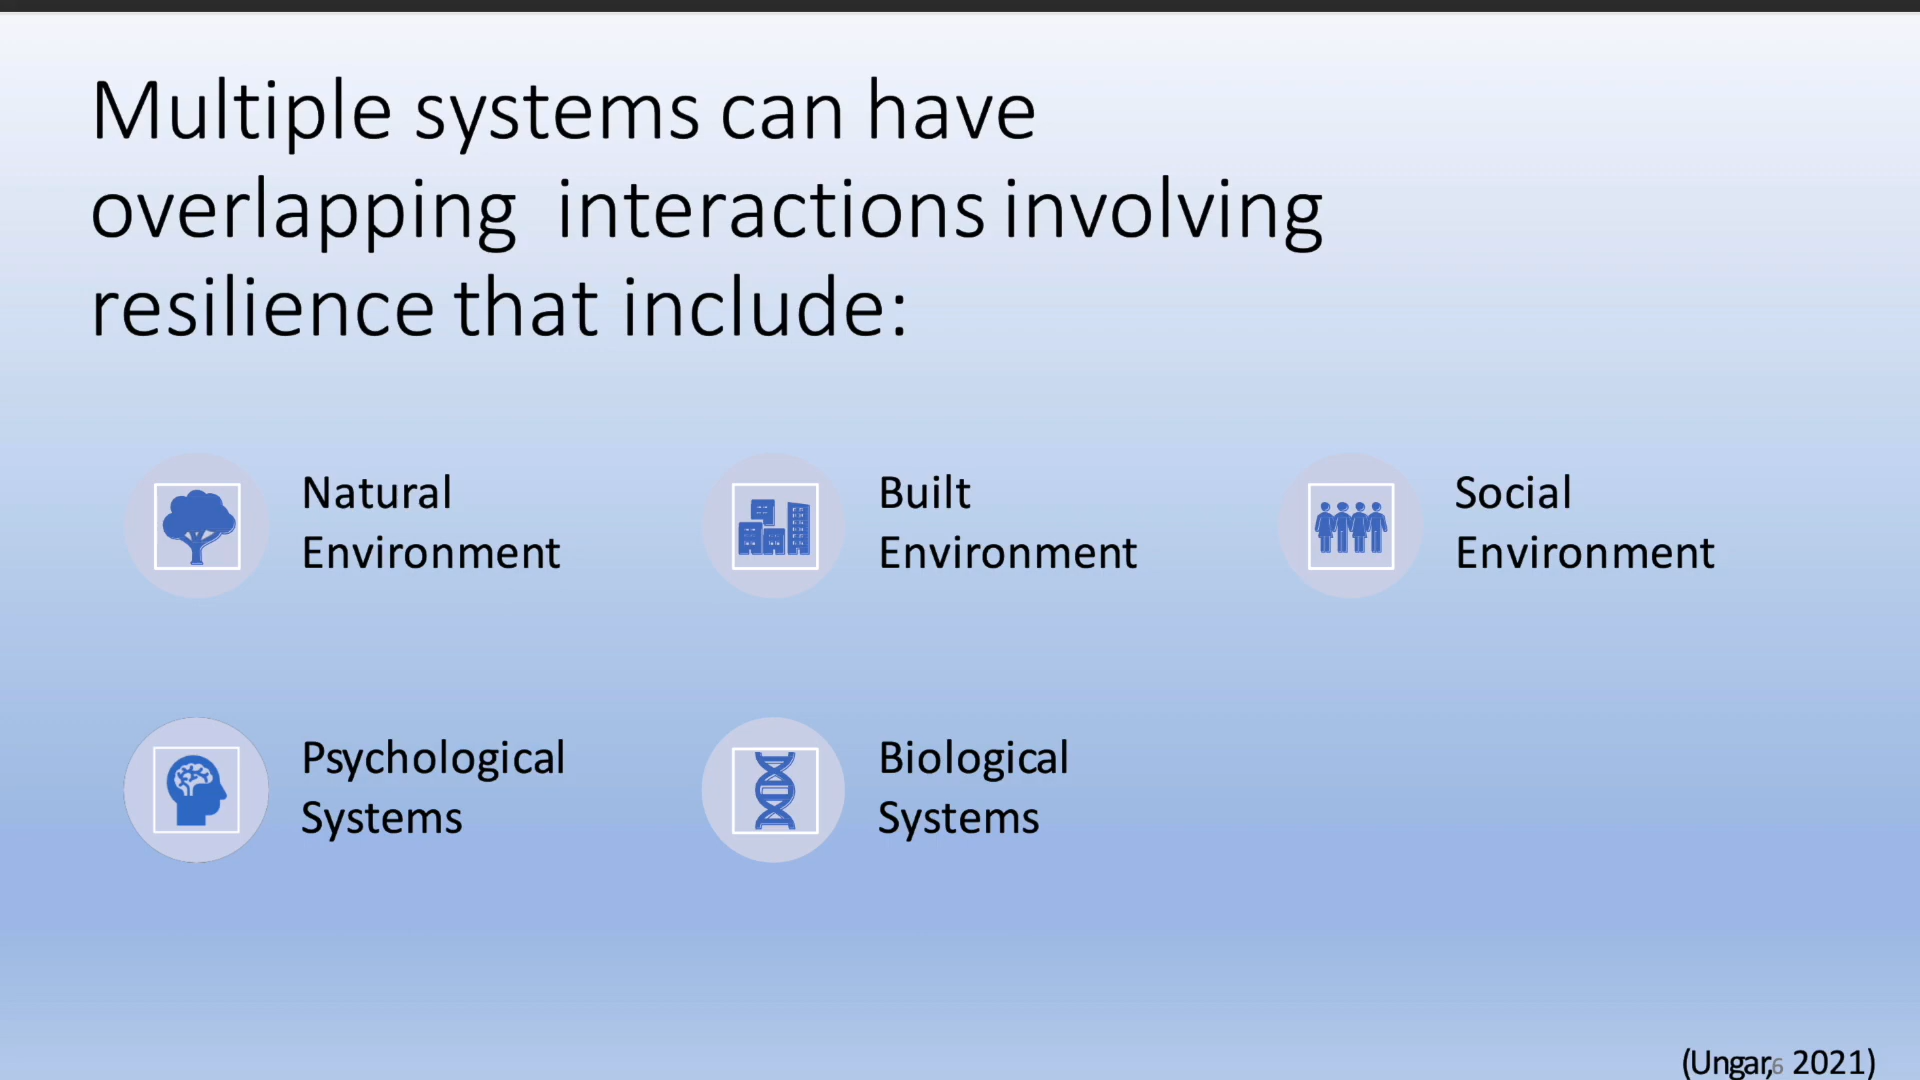 Multiple systems can have
overlapping  interactions involving
resilience that include:
Natural
Environment
Built
Environment
Social
Environment
Psychological
Systems
Biological
Systems
(Ungar, 2021)
6